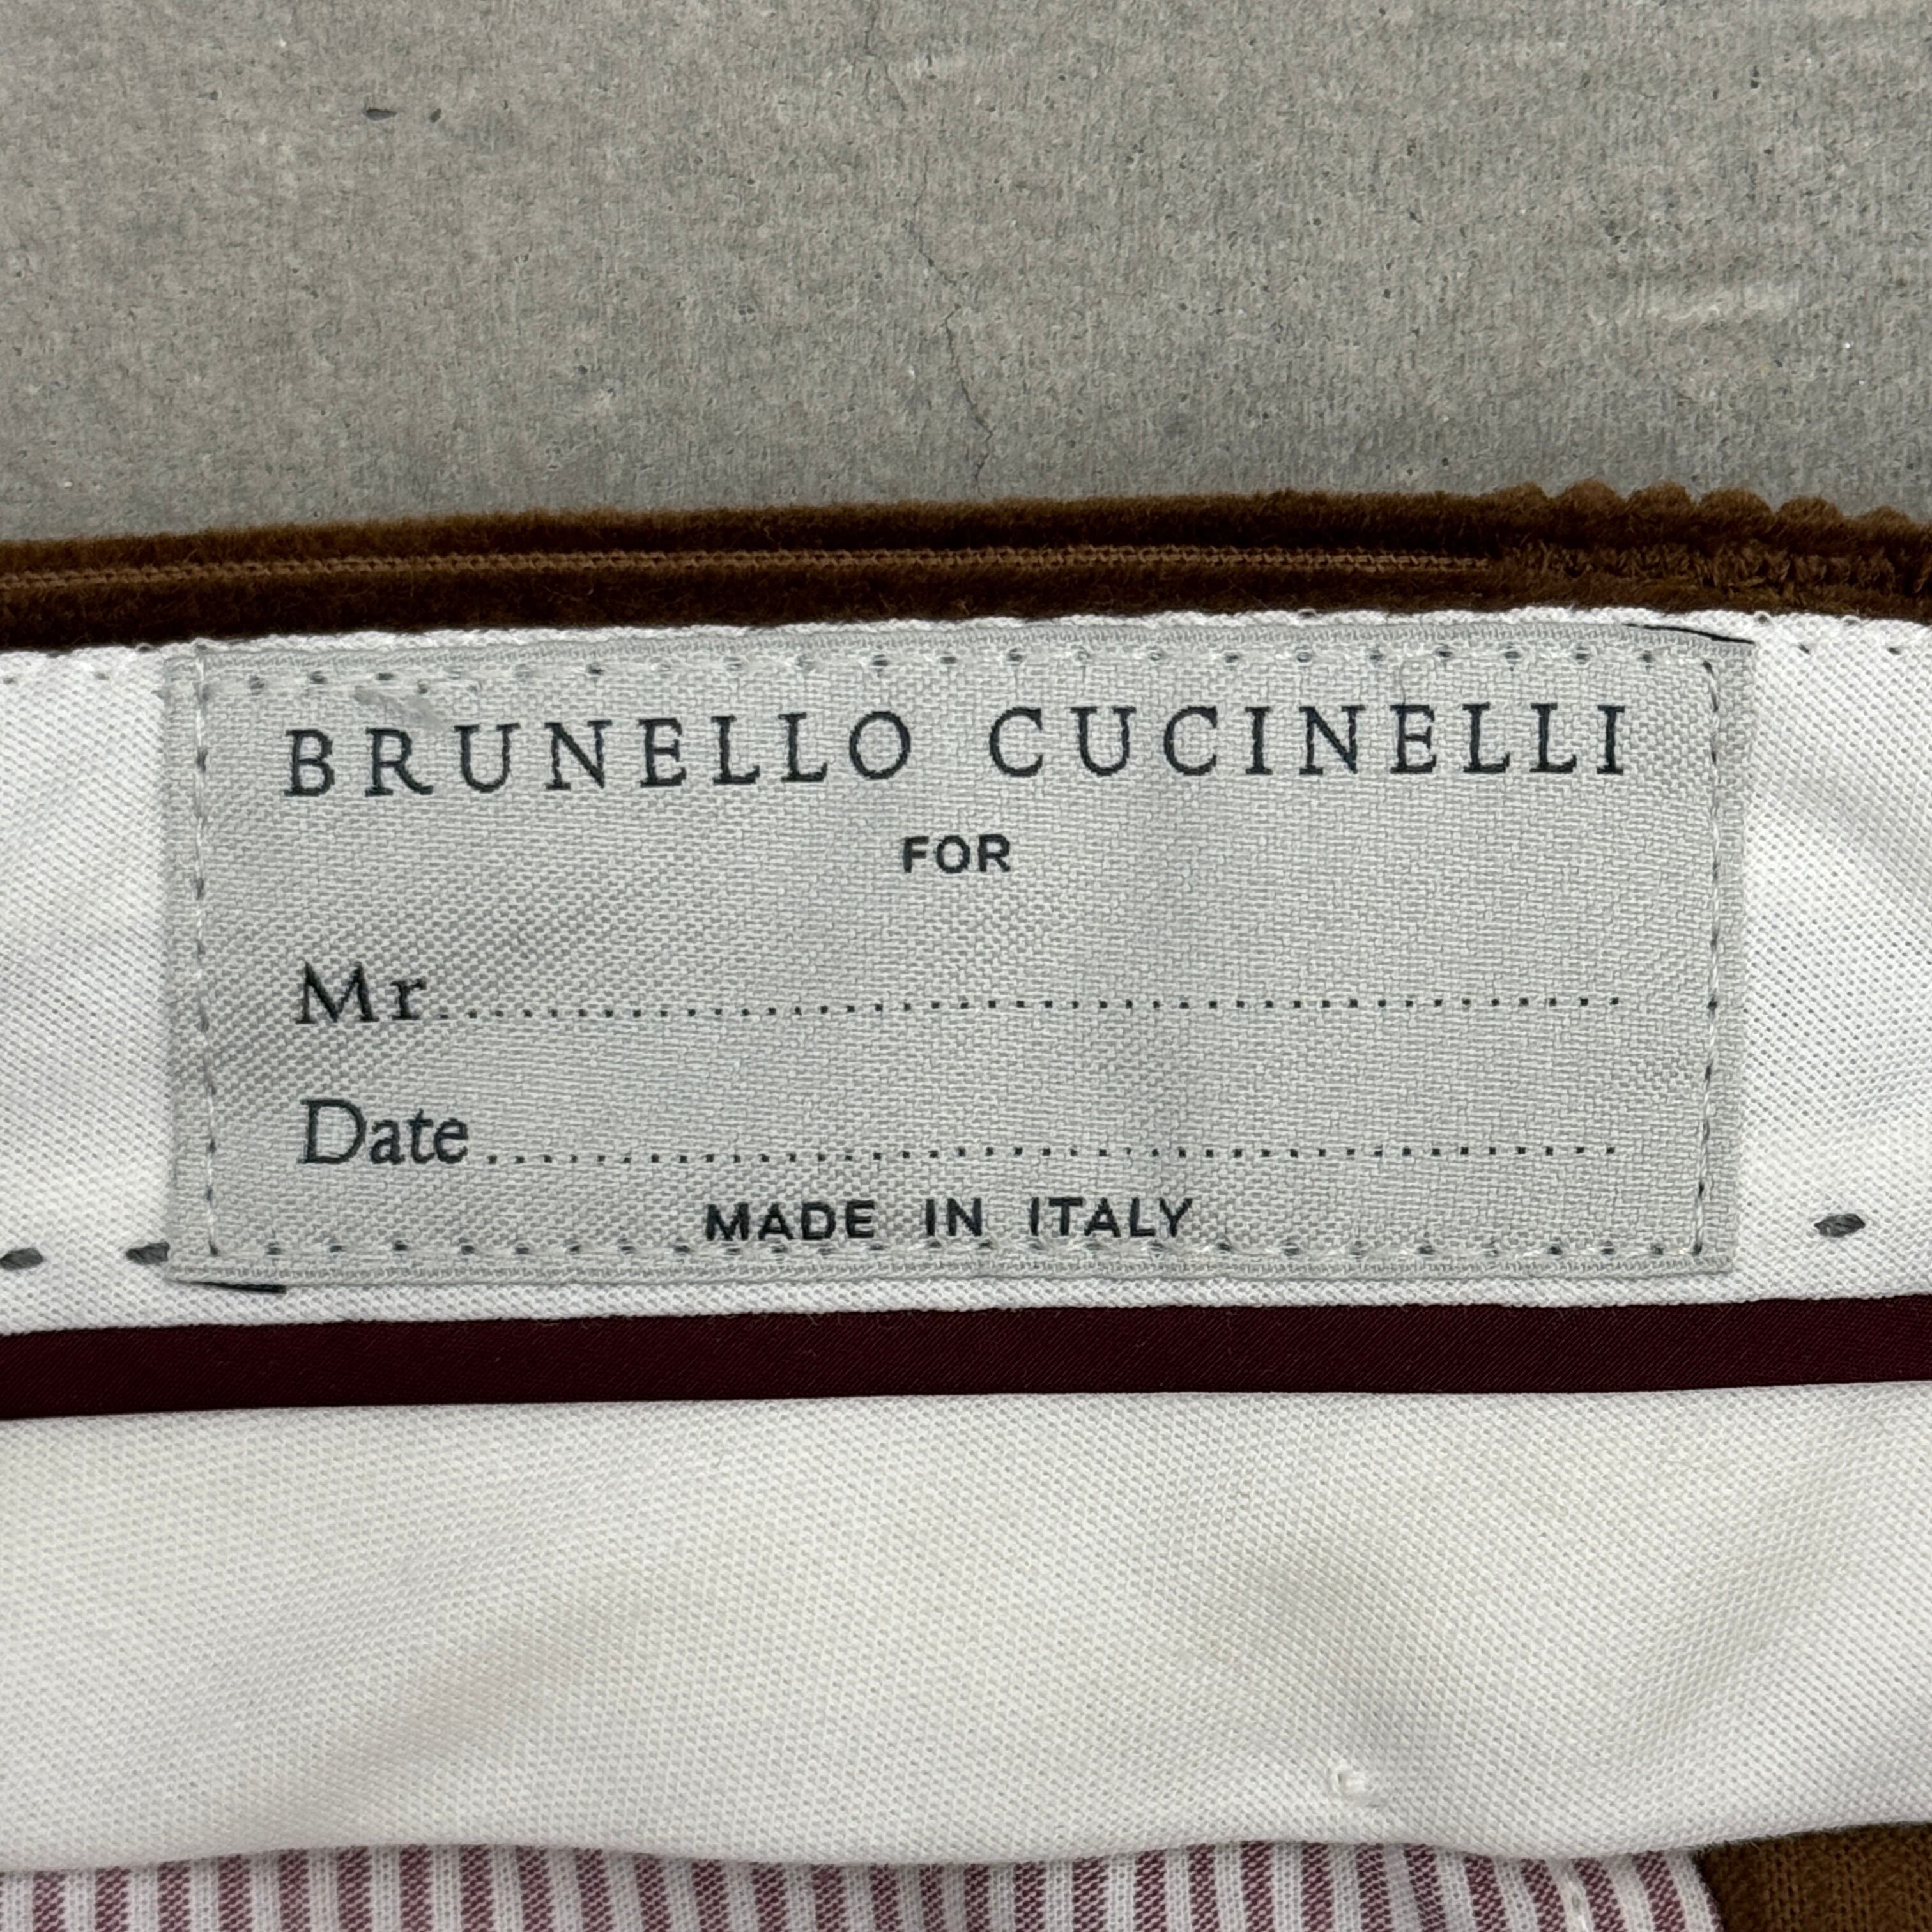 BRUNELLO CUCINELLI
FOR
Mr..........................................
Date..........................................
MADE IN ITALY